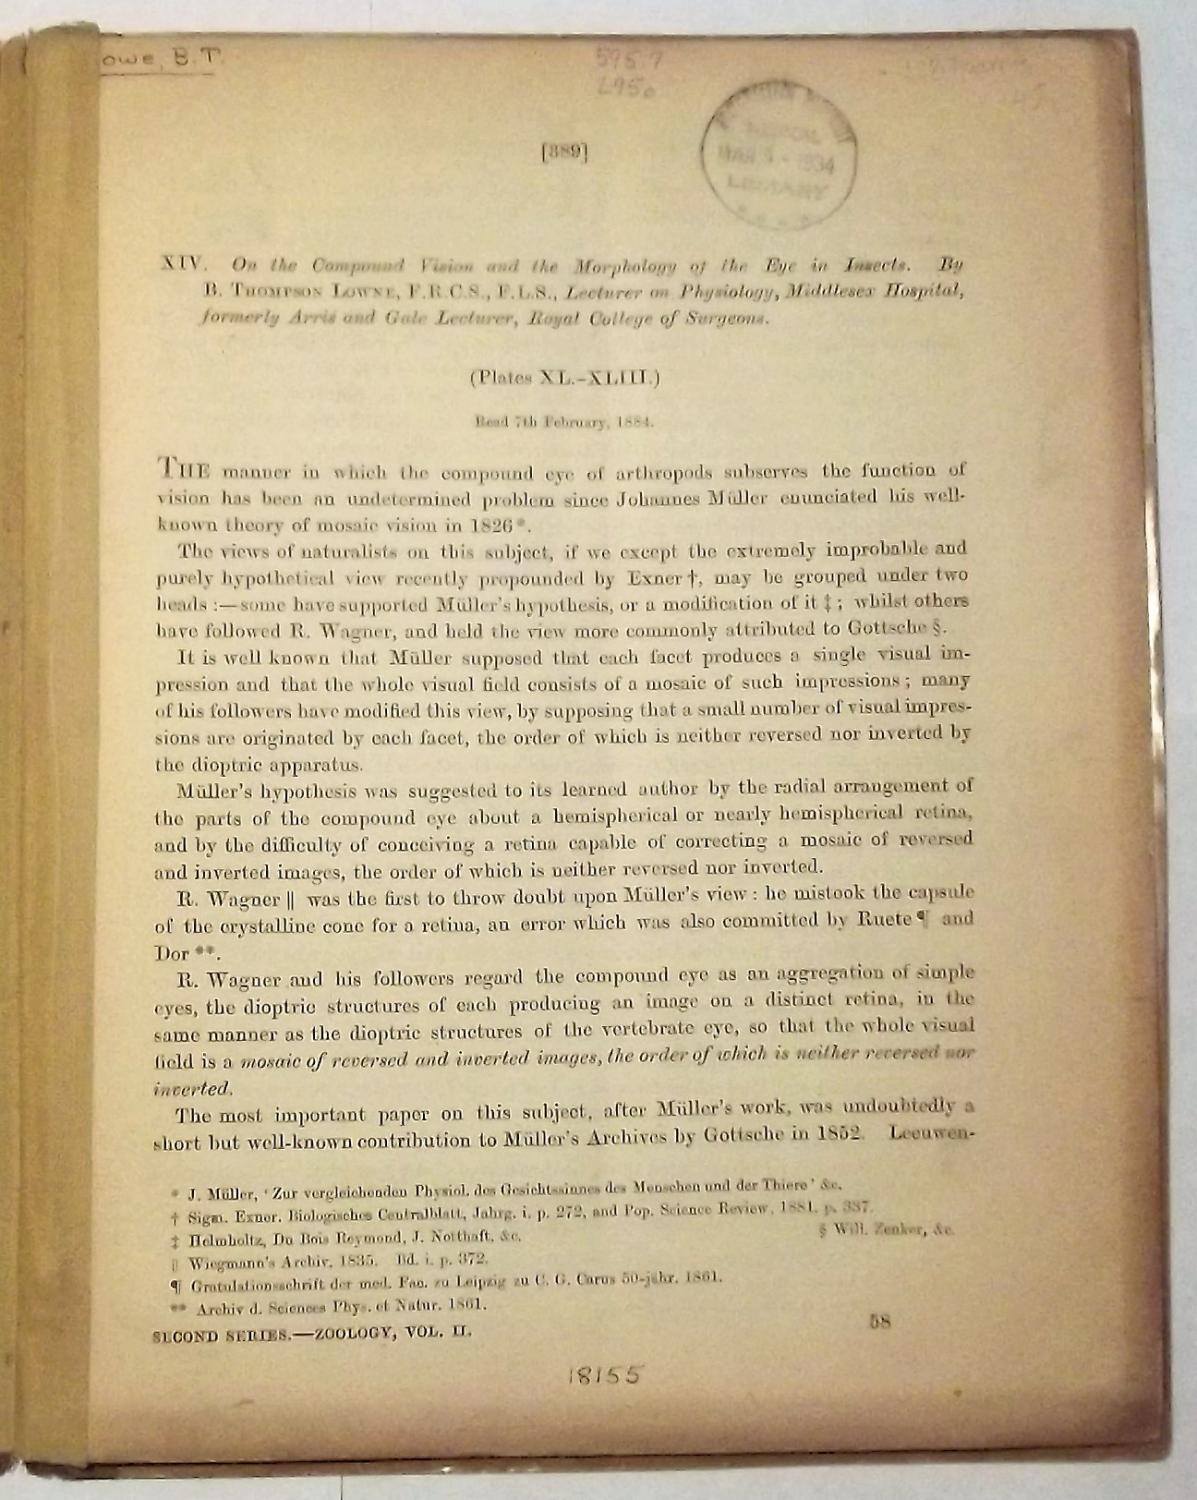 owe, B.T.
595.7
L95
[389]
MAR 5 - 1934
LIBRARY
XIV. On the Compound Vision and the Morphology of the Eye in Insects. By
B. THOMPSON LOWNE, F.R.C.S., F.L.S., Lecturer on Physiology, Middlesex Hospital,
formerly Arris and Gale Lecturer, Royal College of Surgeons.
(Plates XL.-XLIII.)
Read 7th February, 1884.
THE manner in which the compound eye of arthropods subserves the function of
vision has been an undetermined problem since Johannes Müller enunciated his well-
known theory of mosaic vision in 1826*.
The views of naturalists on this subject, if we except the extremely improbable and
purely hypothetical view recently propounded by Exner †, may be grouped under two
heads :—some have supported Müller's hypothesis, or a modification of it ‡ ; whilst others
have followed R. Wagner, and held the view more commonly attributed to Gottsche §.
It is well known that Müller supposed that each facet produces a single visual im-
pression and that the whole visual field consists of a mosaic of such impressions ; many
of his followers have modified this view, by supposing that a small number of visual impres-
sions are originated by each facet, the order of which is neither reversed nor inverted by
the dioptric apparatus.
Müller's hypothesis was suggested to its learned author by the radial arrangement of
the parts of the compound eye about a hemispherical or nearly hemispherical retina,
and by the difficulty of conceiving a retina capable of correcting a mosaic of reversed
and inverted images, the order of which is neither reversed nor inverted.
R. Wagner || was the first to throw doubt upon Müller's view : he mistook the capsule
of the crystalline cone for a retina, an error which was also committed by Ruete ¶ and
Dor **.
R. Wagner and his followers regard the compound eye as an aggregation of simple
eyes, the dioptric structures of each producing an image on a distinct retina, in the
same manner as the dioptric structures of the vertebrate eye, so that the whole visual
field is a mosaic of reversed and inverted images, the order of which is neither reversed nor
inverted.
The most important paper on this subject, after Müller's work, was undoubtedly a
short but well-known contribution to Müller's Archives by Gottsche in 1852. Leeuwen-
* J. Müller, 'Zur vergleichenden Physiol. des Gesichtssinnes des Menschen und der Thiere' &c.
† Sigm. Exner. Biologisches Centralblatt, Jahrg. i. p. 272, and Pop. Science Review, 1881, p. 337.
‡ Helmholtz, Du Bois Reymond, J. Notthaft, &c. § Will. Zenker, &c.
|| Wiegmann's Archiv, 1835. Bd. i. p. 372.
¶ Gratulationsschrift der med. Fac. zu Leipzig zu C. G. Carus 50-jähr. 1861.
** Archiv d. Sciences Phys. et Natur. 1861.
SECOND SERIES.—ZOOLOGY, VOL. II. 58
18155